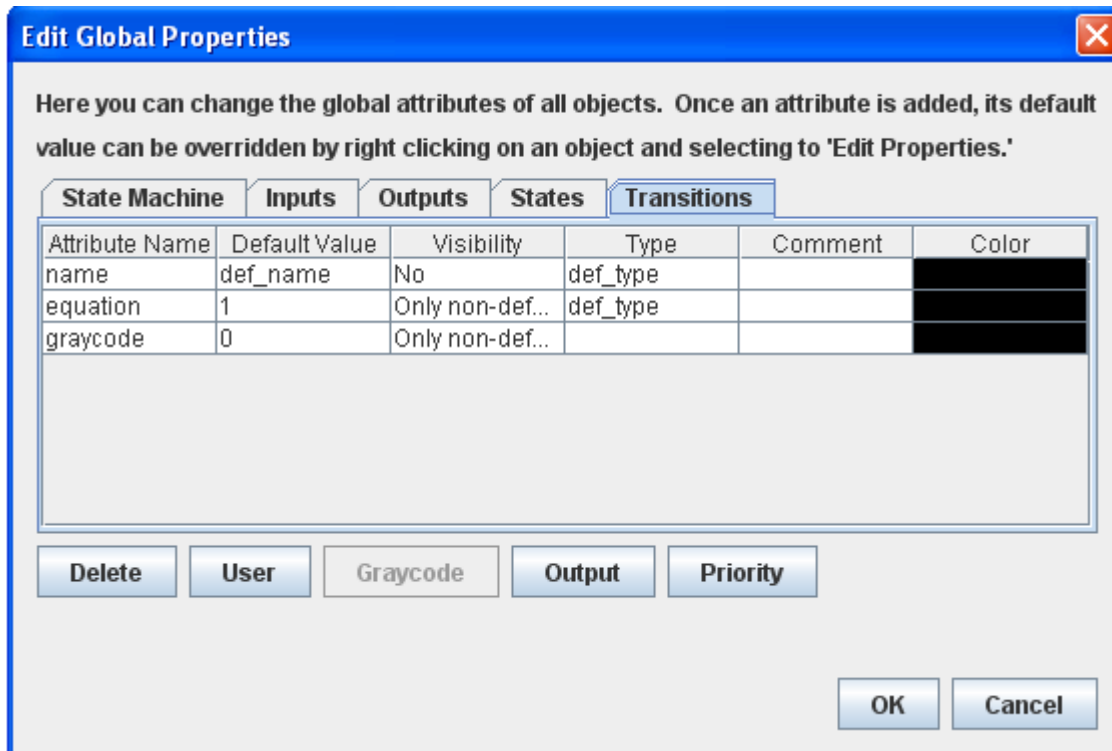 Edit Global Properties
Here you can change the global attributes of all objects.  Once an attribute is added, its default
value can be overridden by right clicking on an object and selecting to 'Edit Properties.'
State Machine Inputs Outputs States Transitions
Attribute Name Default Value Visibility Type Comment Color
name def_name No def_type
equation 1 Only non-def... def_type
graycode 0 Only non-def...
Delete User Graycode Output Priority
OK Cancel